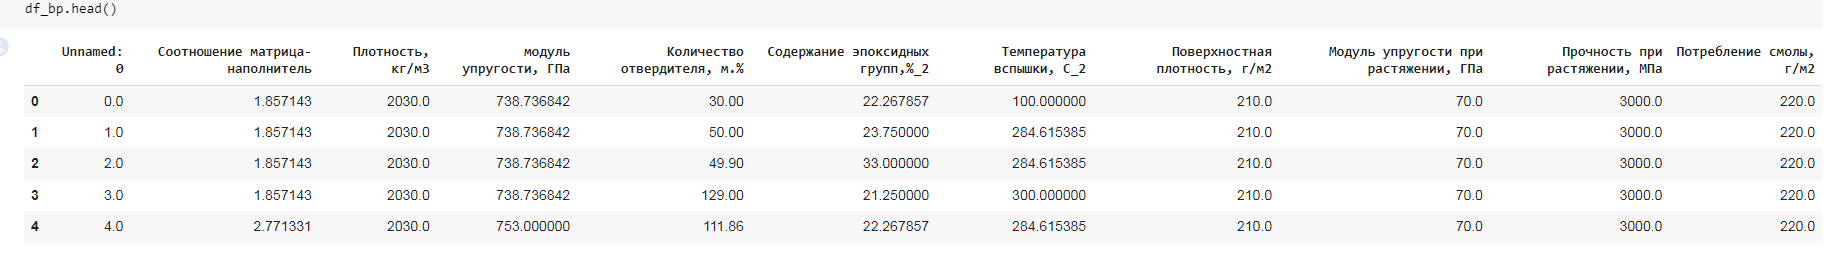 df_bp.head()
Unnamed: Соотношение матрица- Плотность, модуль Количество Содержание эпоксидных Температура Поверхностная Модуль упругости при Прочность при Потребление смолы,
0 наполнитель кг/м3 упругости, ГПа отвердителя, м.% групп,%_2 вспышки, С_2 плотность, г/м2 растяжении, ГПа растяжении, МПа г/м2
0 0.0 1.857143 2030.0 738.736842 30.00 22.267857 100.000000 210.0 70.0 3000.0 220.0
1 1.0 1.857143 2030.0 738.736842 50.00 23.750000 284.615385 210.0 70.0 3000.0 220.0
2 2.0 1.857143 2030.0 738.736842 49.90 33.000000 284.615385 210.0 70.0 3000.0 220.0
3 3.0 1.857143 2030.0 738.736842 129.00 21.250000 300.000000 210.0 70.0 3000.0 220.0
4 4.0 2.771331 2030.0 753.000000 111.86 22.267857 284.615385 210.0 70.0 3000.0 220.0